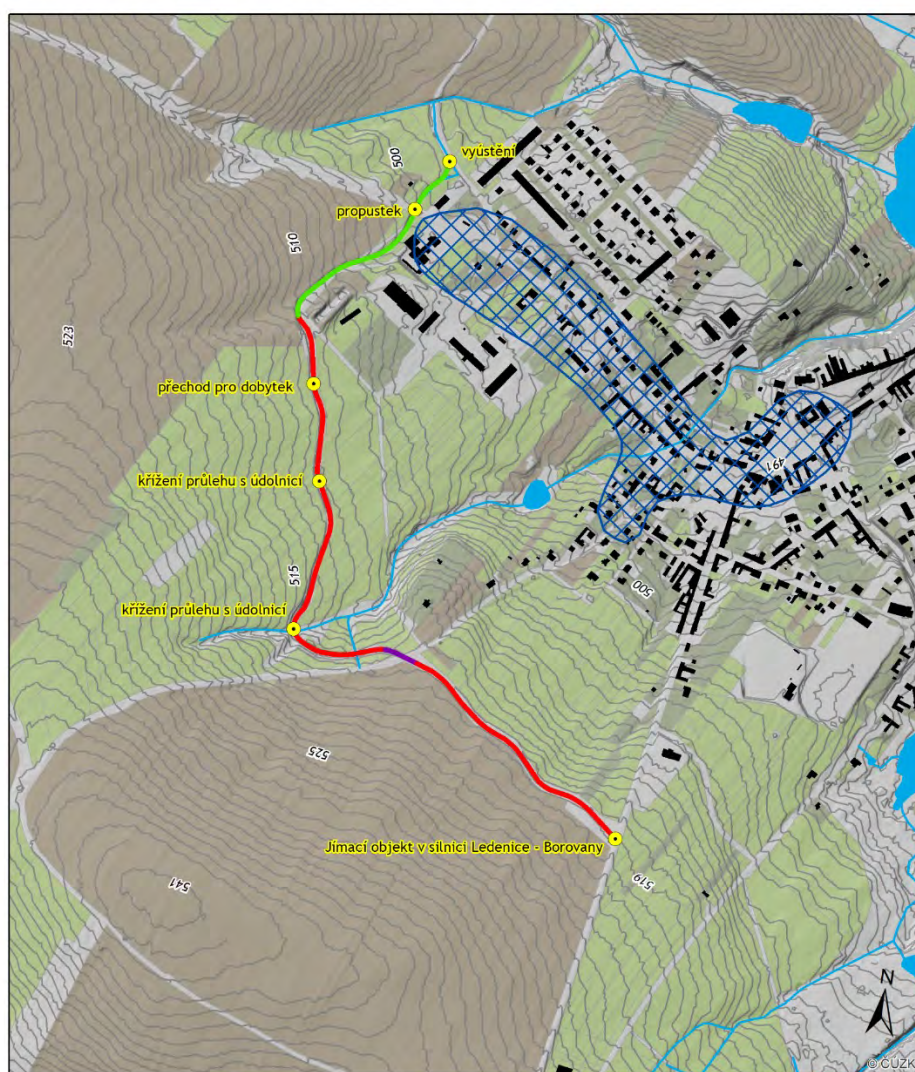 vyústění
500
propustek
510
523
přechod pro dobytek
křížení průlehu s údolnicí
491
515
500
křížení průlehu s údolnicí
525
Jímací objekt v silnici Ledenice - Borovany
519
541
N
© ČÚZK